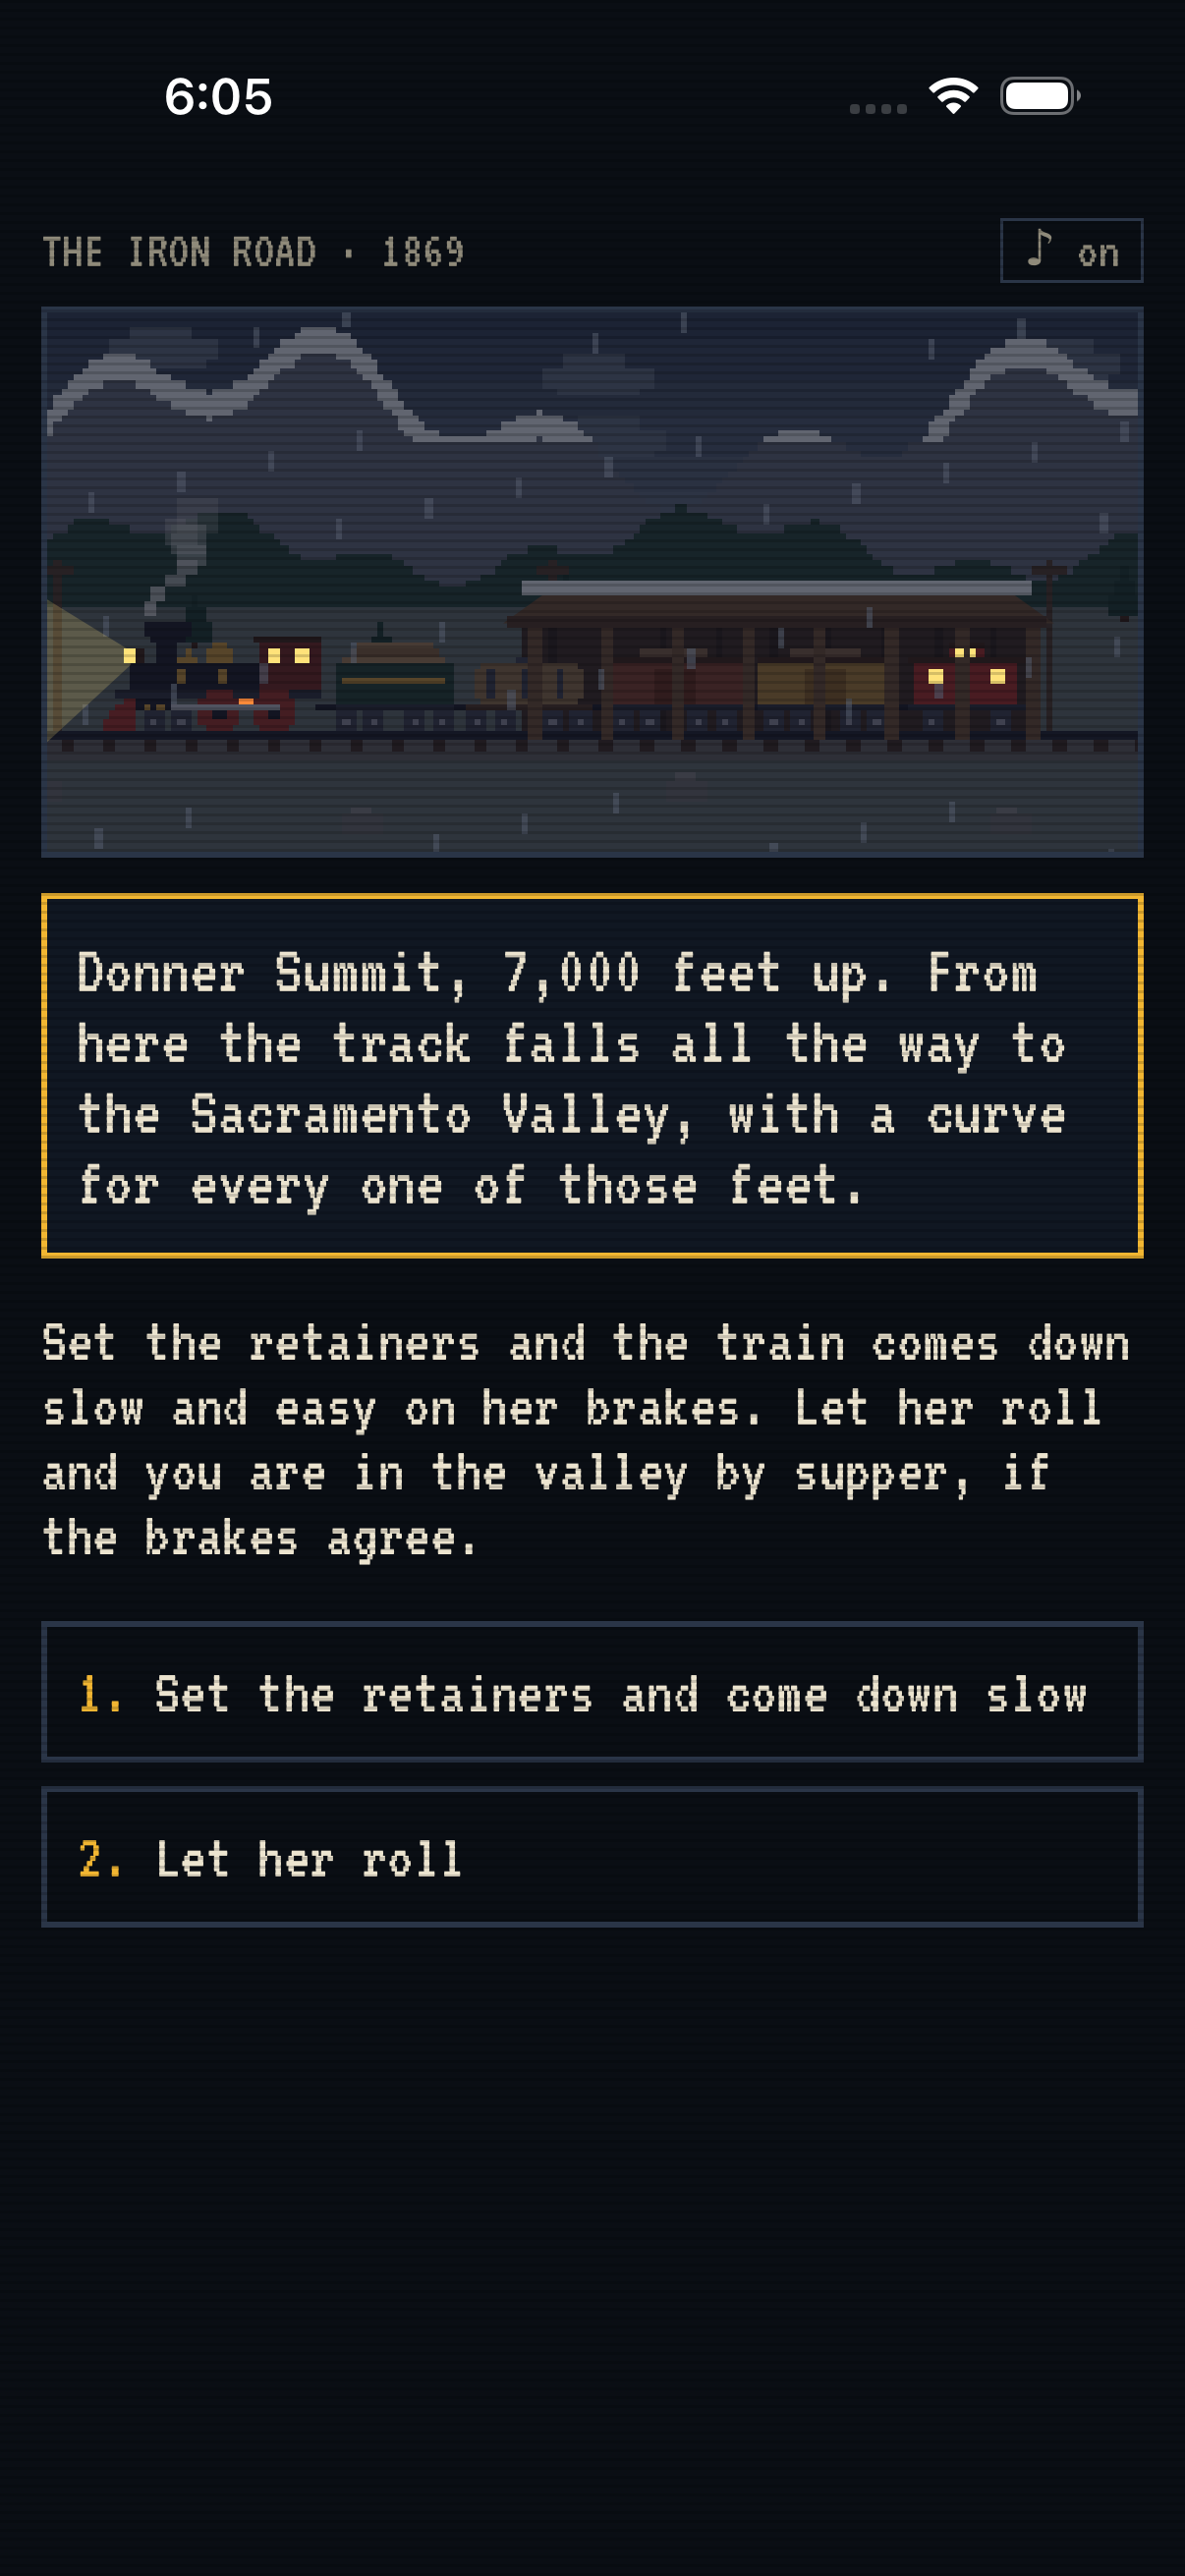 6:05
THE IRON ROAD · 1869
♪ on
Donner Summit, 7,000 feet up. From
here the track falls all the way to
the Sacramento Valley, with a curve
for every one of those feet.
Set the retainers and the train comes down
slow and easy on her brakes. Let her roll
and you are in the valley by supper, if
the brakes agree.
1. Set the retainers and come down slow
2. Let her roll